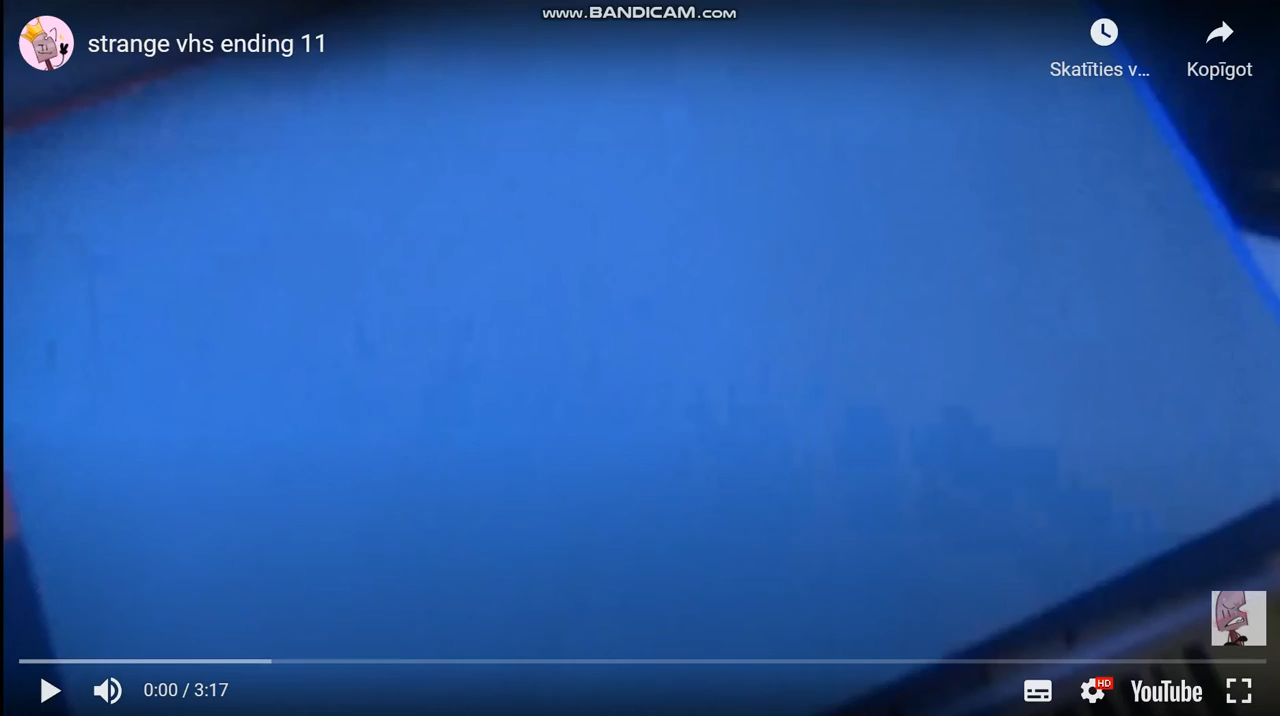 www.BANDICAM.com
strange vhs ending 11
Skatīties v...
Kopīgot
0:00 / 3:17
HD
YouTube